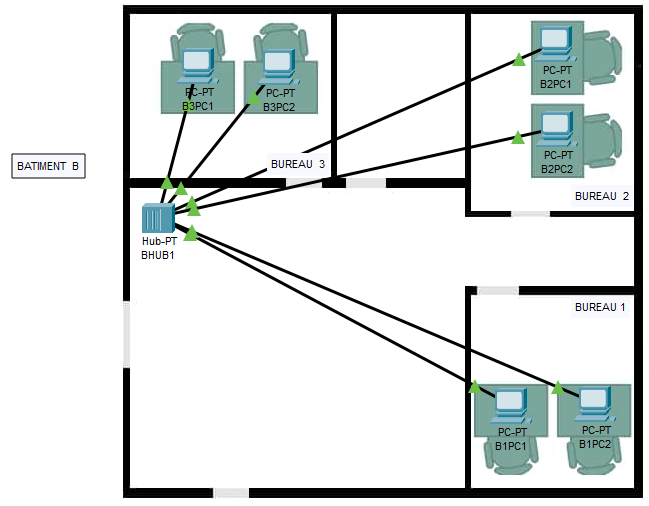 PC-PT
B3PC1
PC-PT
B3PC2
PC-PT
B2PC1
PC-PT
B2PC2
BATIMENT B
BUREAU 3
BUREAU 2
Hub-PT
BHUB1
BUREAU 1
PC-PT
B1PC1
PC-PT
B1PC2